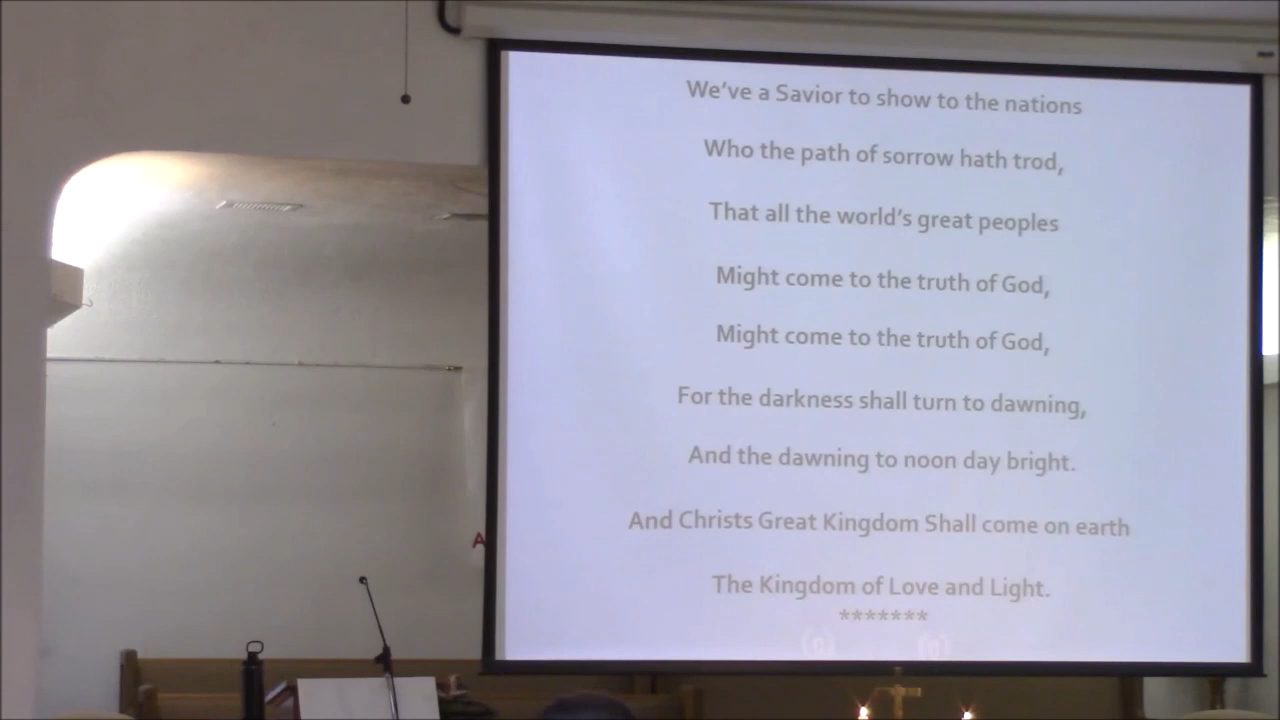 We've a Savior to show to the nations
Who the path of sorrow hath trod,
That all the world's great peoples
Might come to the truth of God,
Might come to the truth of God,
For the darkness shall turn to dawning,
And the dawning to noon day bright.
And Christs Great Kingdom Shall come on earth
The Kingdom of Love and Light.
*******
A